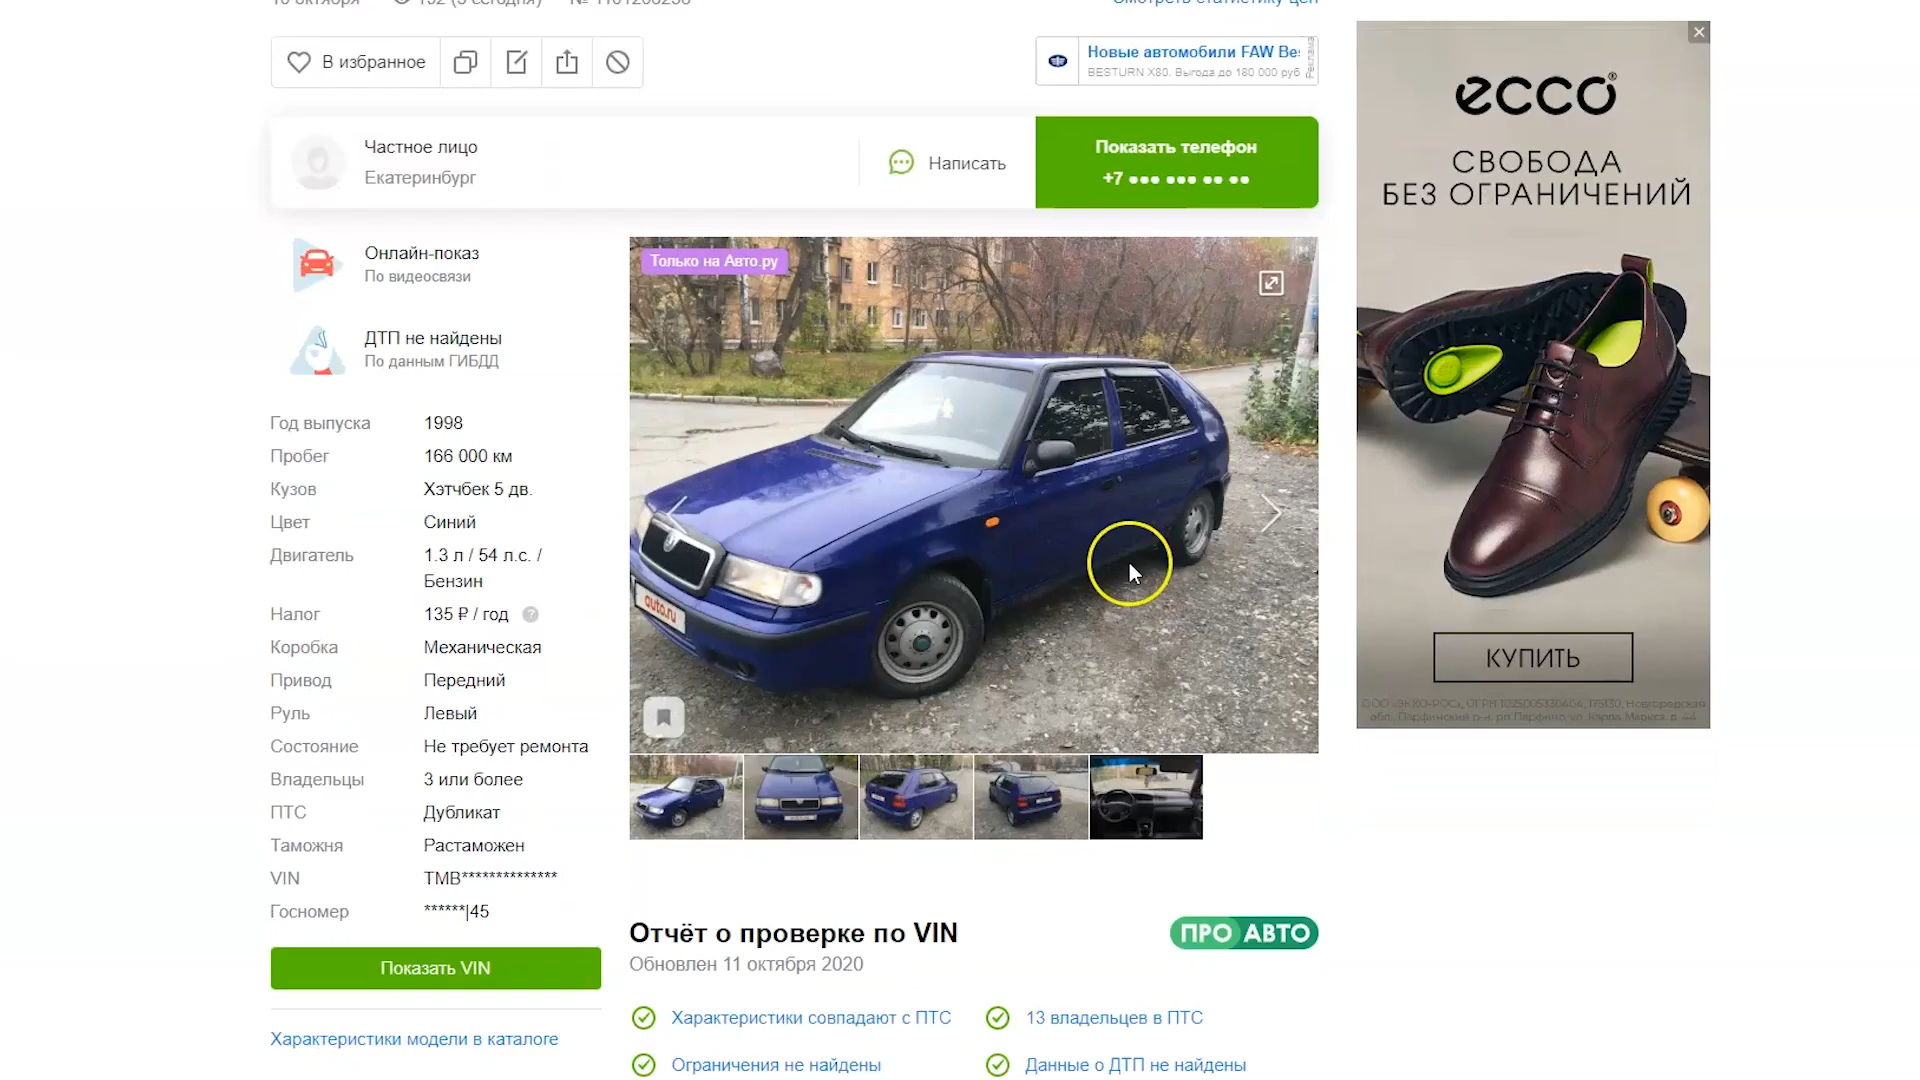 В избранное
Новые автомобили FAW Bes
BESTURN X80. Выгода до 180 000 руб
Реклама
Частное лицо
Екатеринбург
Написать
Показать телефон
+7 ●●● ●●● ●● ●●
Онлайн-показ
По видеосвязи
ДТП не найдены
По данным ГИБДД
Год выпуска 1998
Пробег 166 000 км
Кузов Хэтчбек 5 дв.
Цвет Синий
Двигатель 1.3 л / 54 л.с. /
Бензин
Налог 135 ₽ / год ?
Коробка Механическая
Привод Передний
Руль Левый
Состояние Не требует ремонта
Владельцы 3 или более
ПТС Дубликат
Таможня Растаможен
VIN TMB**************
Госномер ******|45
Показать VIN
Характеристики модели в каталоге
Только на Авто.ру
auto.ru
Отчёт о проверке по VIN
ПРО АВТО
Обновлен 11 октября 2020
Характеристики совпадают с ПТС
13 владельцев в ПТС
Ограничения не найдены
Данные о ДТП не найдены
ecco®
СВОБОДА
БЕЗ ОГРАНИЧЕНИЙ
КУПИТЬ